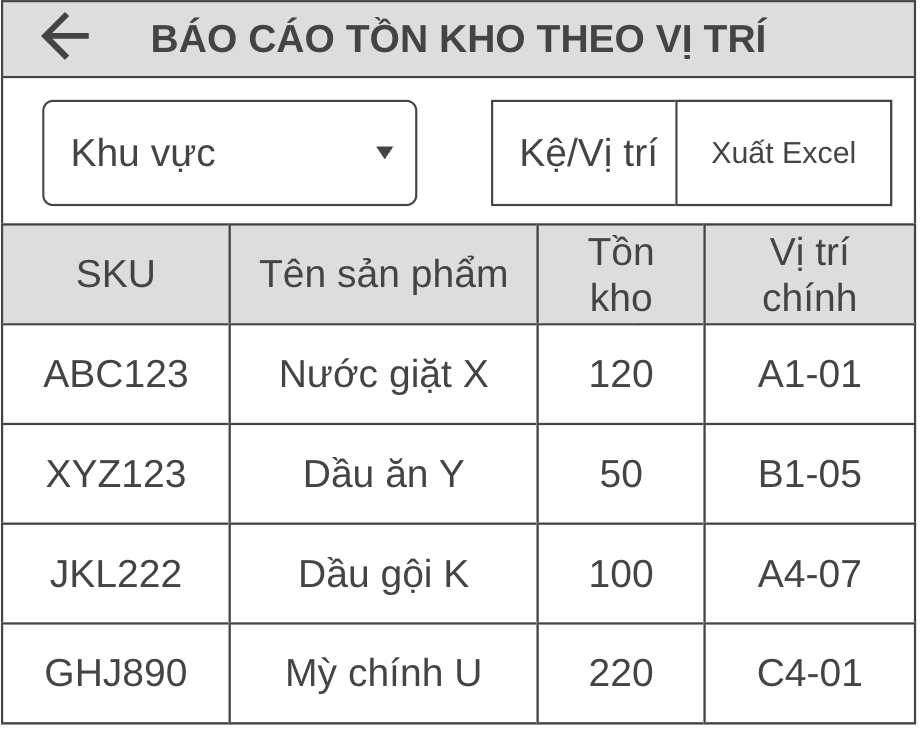 BÁO CÁO TỒN KHO THEO VỊ TRÍ
Khu vực
Kệ/Vị trí
Xuất Excel
SKU
Tên sản phẩm
Tồn
kho
Vị trí
chính
ABC123
Nước giặt X
120
A1-01
XYZ123
Dầu ăn Y
50
B1-05
JKL222
Dầu gội K
100
A4-07
GHJ890
Mỳ chính U
220
C4-01